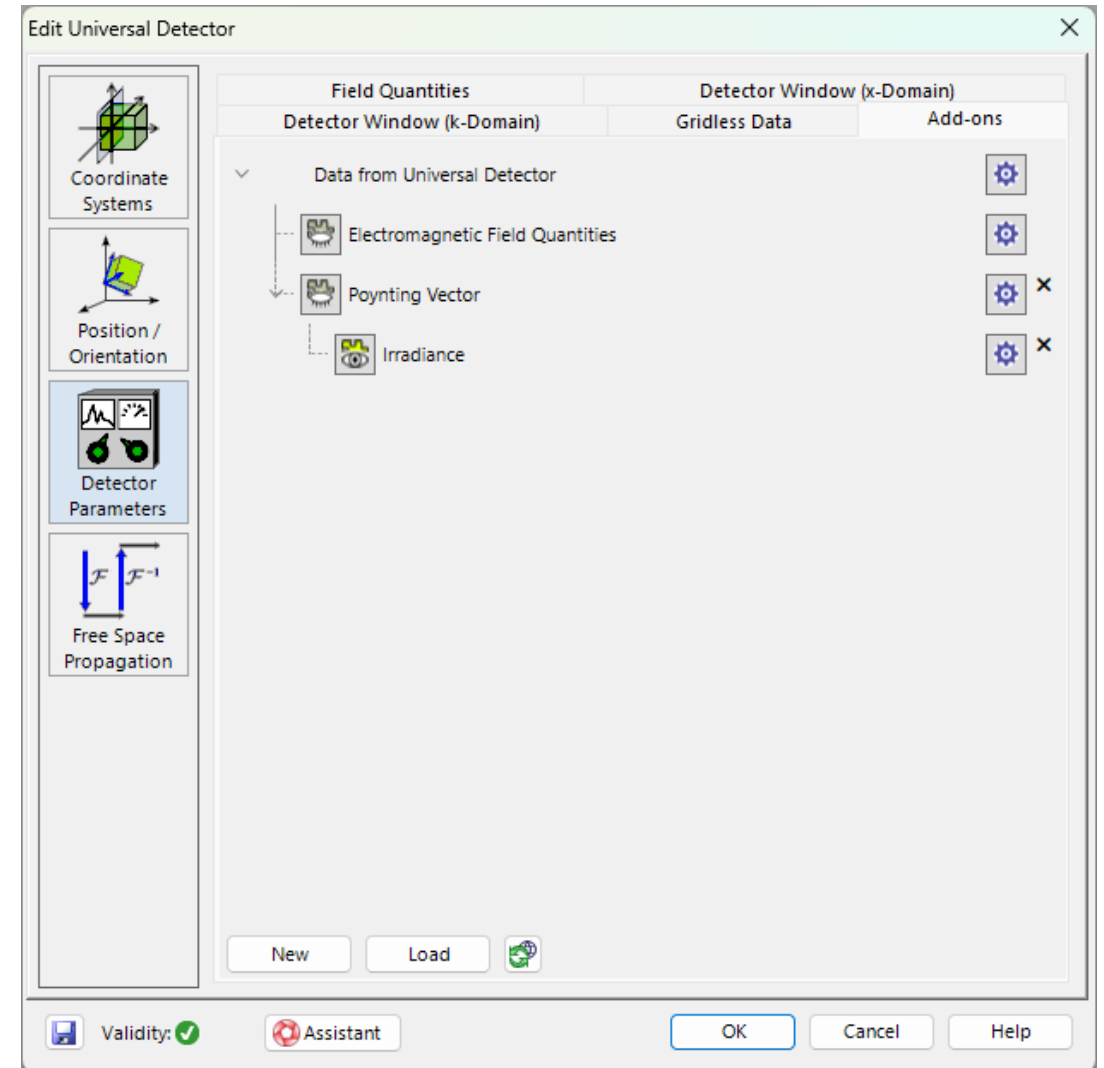 Edit Universal Detector
Coordinate
Systems
Position /
Orientation
Detector
Parameters
ℱ ℱ⁻¹
Free Space
Propagation
Field Quantities
Detector Window (x-Domain)
Detector Window (k-Domain)
Gridless Data
Add-ons
Data from Universal Detector
Electromagnetic Field Quantities
Poynting Vector
Irradiance
New
Load
Validity:
Assistant
OK
Cancel
Help